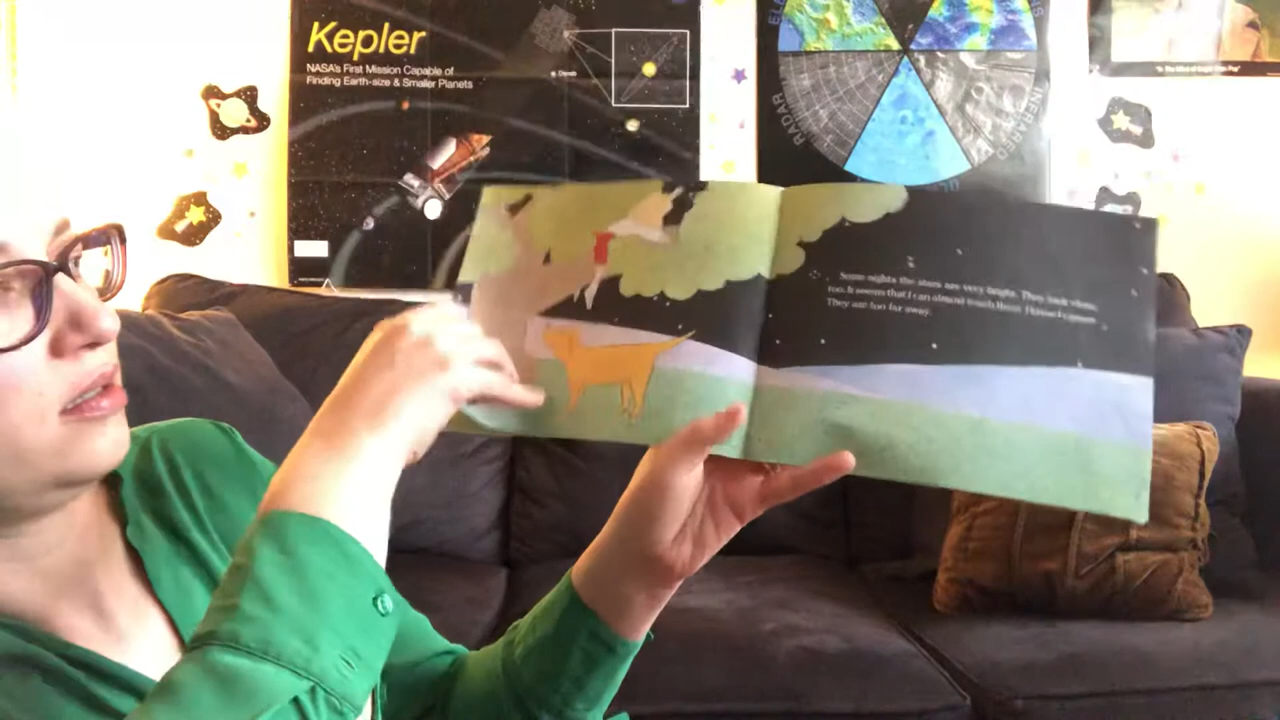 Kepler
NASA's First Mission Capable of
Finding Earth-size & Smaller Planets
RADAR
INFRARED
Some nights the stars are very bright. They look close,
too. It seems that I can almost touch them.
They are too far away.